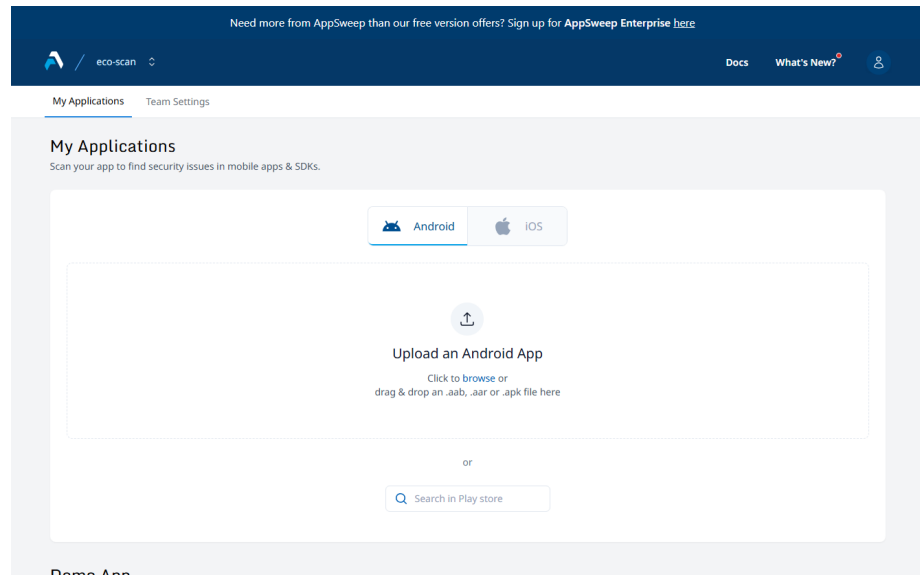 Need more from AppSweep than our free version offers? Sign up for AppSweep Enterprise here
eco-scan
Docs
What's New?
My Applications
Team Settings
My Applications
Scan your app to find security issues in mobile apps & SDKs.
Android
iOS
Upload an Android App
Click to browse or
drag & drop an .aab, .aar or .apk file here
or
Search in Play store
Demo App